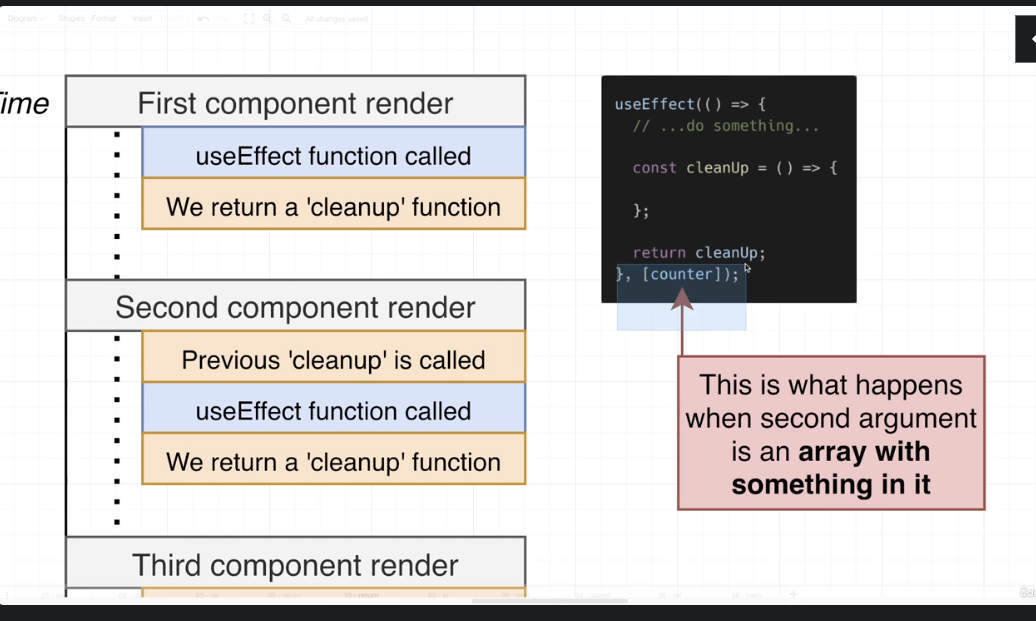 Diagram
Shapes
Format
Insert
All changes saved
Time
First component render
useEffect function called
We return a 'cleanup' function
Second component render
Previous 'cleanup' is called
useEffect function called
We return a 'cleanup' function
Third component render
useEffect(() => {
// ...do something...
const cleanUp = () => {
};
return cleanUp;
}, [counter]);
This is what happens
when second argument
is an array with
something in it
10 - return